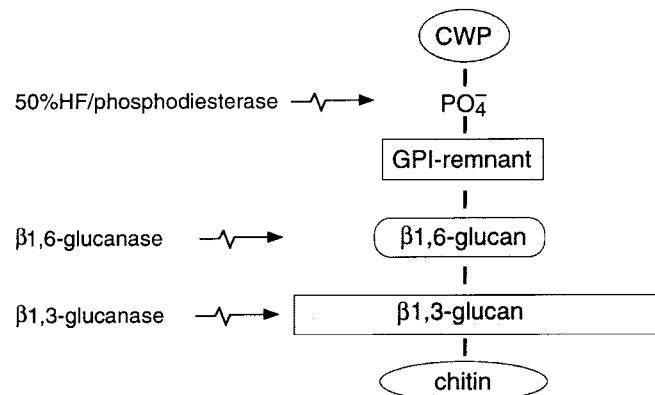 CWP
50%HF/phosphodiesterase
PO₄⁻
GPI-remnant
β1,6-glucanase
β1,6-glucan
β1,3-glucanase
β1,3-glucan
chitin